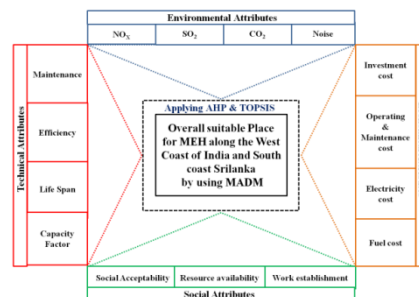 Environmental Attributes
NOX
SO2
CO2
Noise
Technical Attributes
Maintenance
Efficiency
Life Span
Capacity
Factor
Applying AHP & TOPSIS
Overall suitable Place
for MEH along the West
Coast of India and South
coast Srilanka
by using MADM
Investment
cost
Operating
&
Maintenance
cost
Electricity
cost
Fuel cost
Social Acceptability
Resource availability
Work establishment
Social Attributes